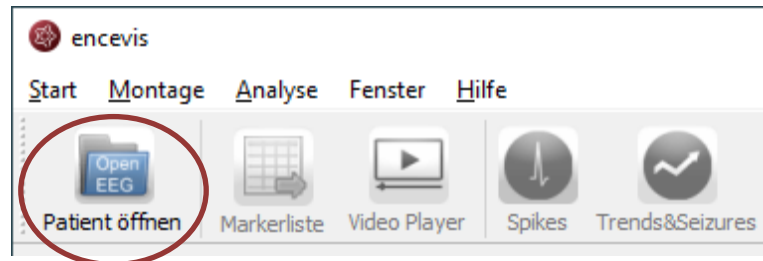 encevis
Start Montage Analyse Fenster Hilfe
Open
EEG
Patient öffnen Markerliste Video Player Spikes Trends&Seizures